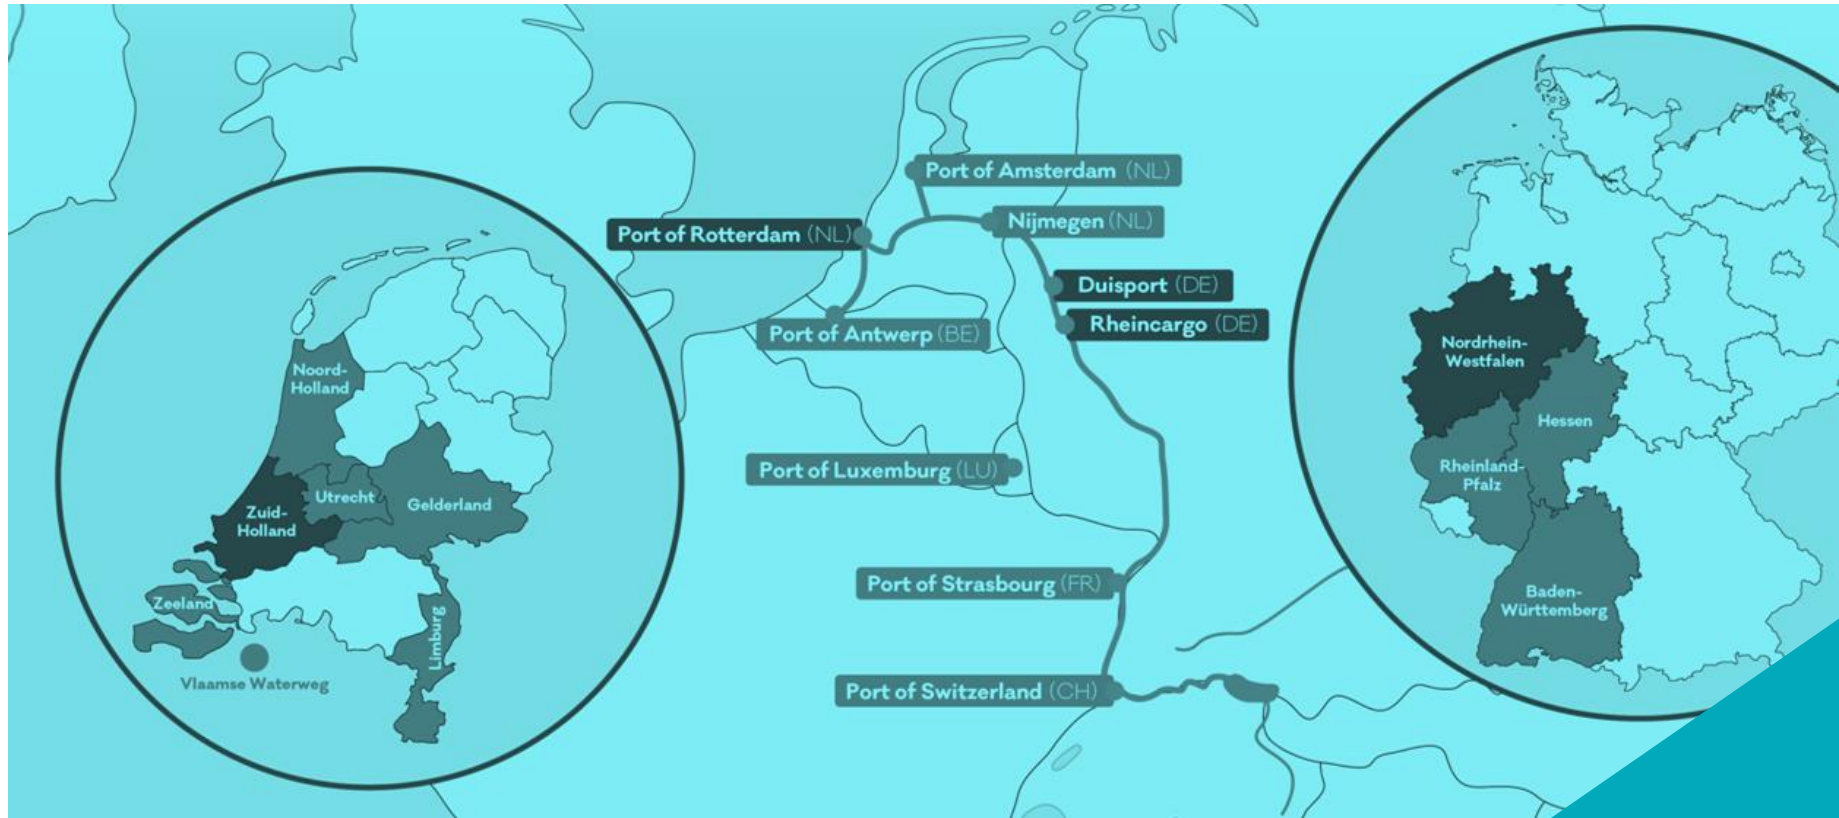 Port of Amsterdam (NL)
Nijmegen (NL)
Port of Rotterdam (NL)
Duisport (DE)
Rheincargo (DE)
Port of Antwerp (BE)
Port of Luxemburg (LU)
Port of Strasbourg (FR)
Port of Switzerland (CH)
Noord-
Holland
Utrecht
Gelderland
Zuid-
Holland
Zeeland
Limburg
Vlaamse Waterweg
Nordrhein-
Westfalen
Hessen
Rheinland-
Pfalz
Baden-
Württemberg